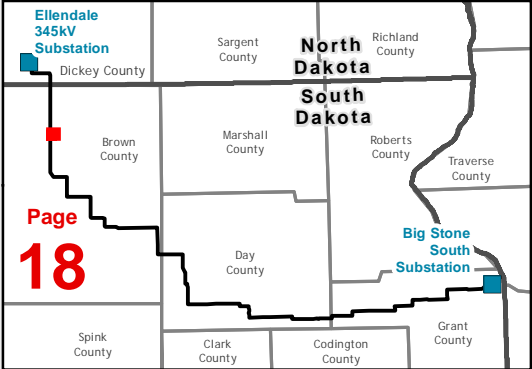 Ellendale
345kV
Substation
Dickey County
Sargent
County
North
Dakota
Richland
County
South
Dakota
Brown
County
Marshall
County
Roberts
County
Traverse
County
Page
18
Day
County
Big Stone
South
Substation
Spink
County
Clark
County
Codington
County
Grant
County